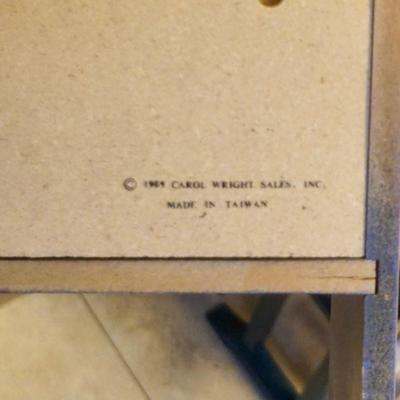 © 1989 CAROL WRIGHT SALES, INC.
MADE IN TAIWAN